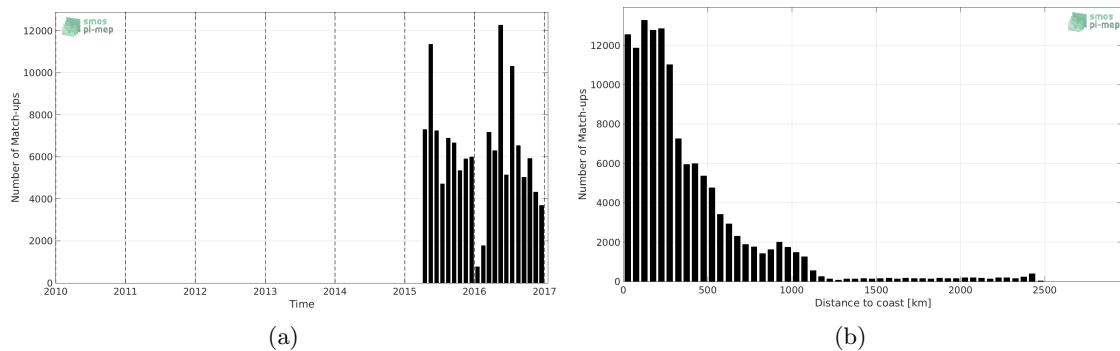 smos
pi-mep
Number of Match-ups
12000
10000
8000
6000
4000
2000
0
2010 2011 2012 2013 2014 2015 2016 2017
Time
(a)
smos
pi-mep
Number of Match-ups
12000
10000
8000
6000
4000
2000
0
0 500 1000 1500 2000 2500
Distance to coast [km]
(b)